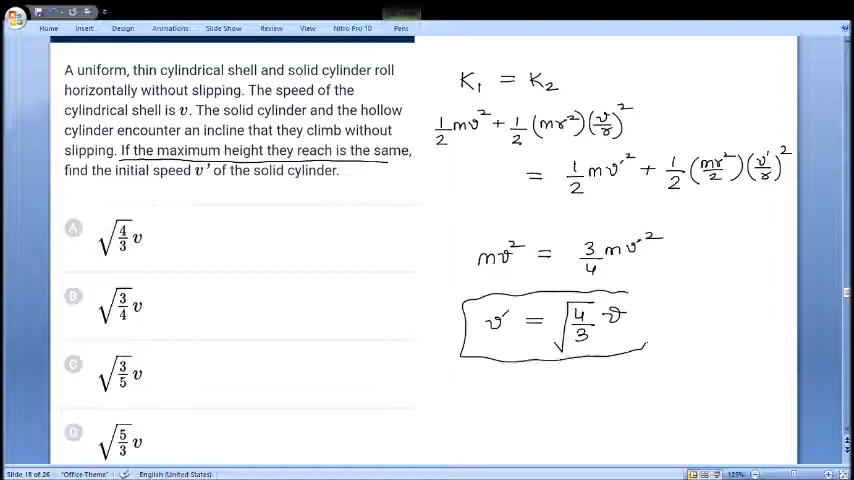 Home Insert Design Animations Slide Show Review View Nitro Pro 10 Pens
A uniform, thin cylindrical shell and solid cylinder roll
horizontally without slipping. The speed of the
cylindrical shell is v. The solid cylinder and the hollow
cylinder encounter an incline that they climb without
slipping. If the maximum height they reach is the same,
find the initial speed v' of the solid cylinder.
A √(4/3) v
B √(3/4) v
C √(3/5) v
D √(5/3) v
K₁ = K₂
1/2 mv² + 1/2 (mr²) (v/r)²
= 1/2 mv'² + 1/2 (mr²/2) (v'/r)²
mv² = 3/4 mv'²
v' = √(4/3) v
Slide 18 of 26 "Office Theme" English (United States) 125%